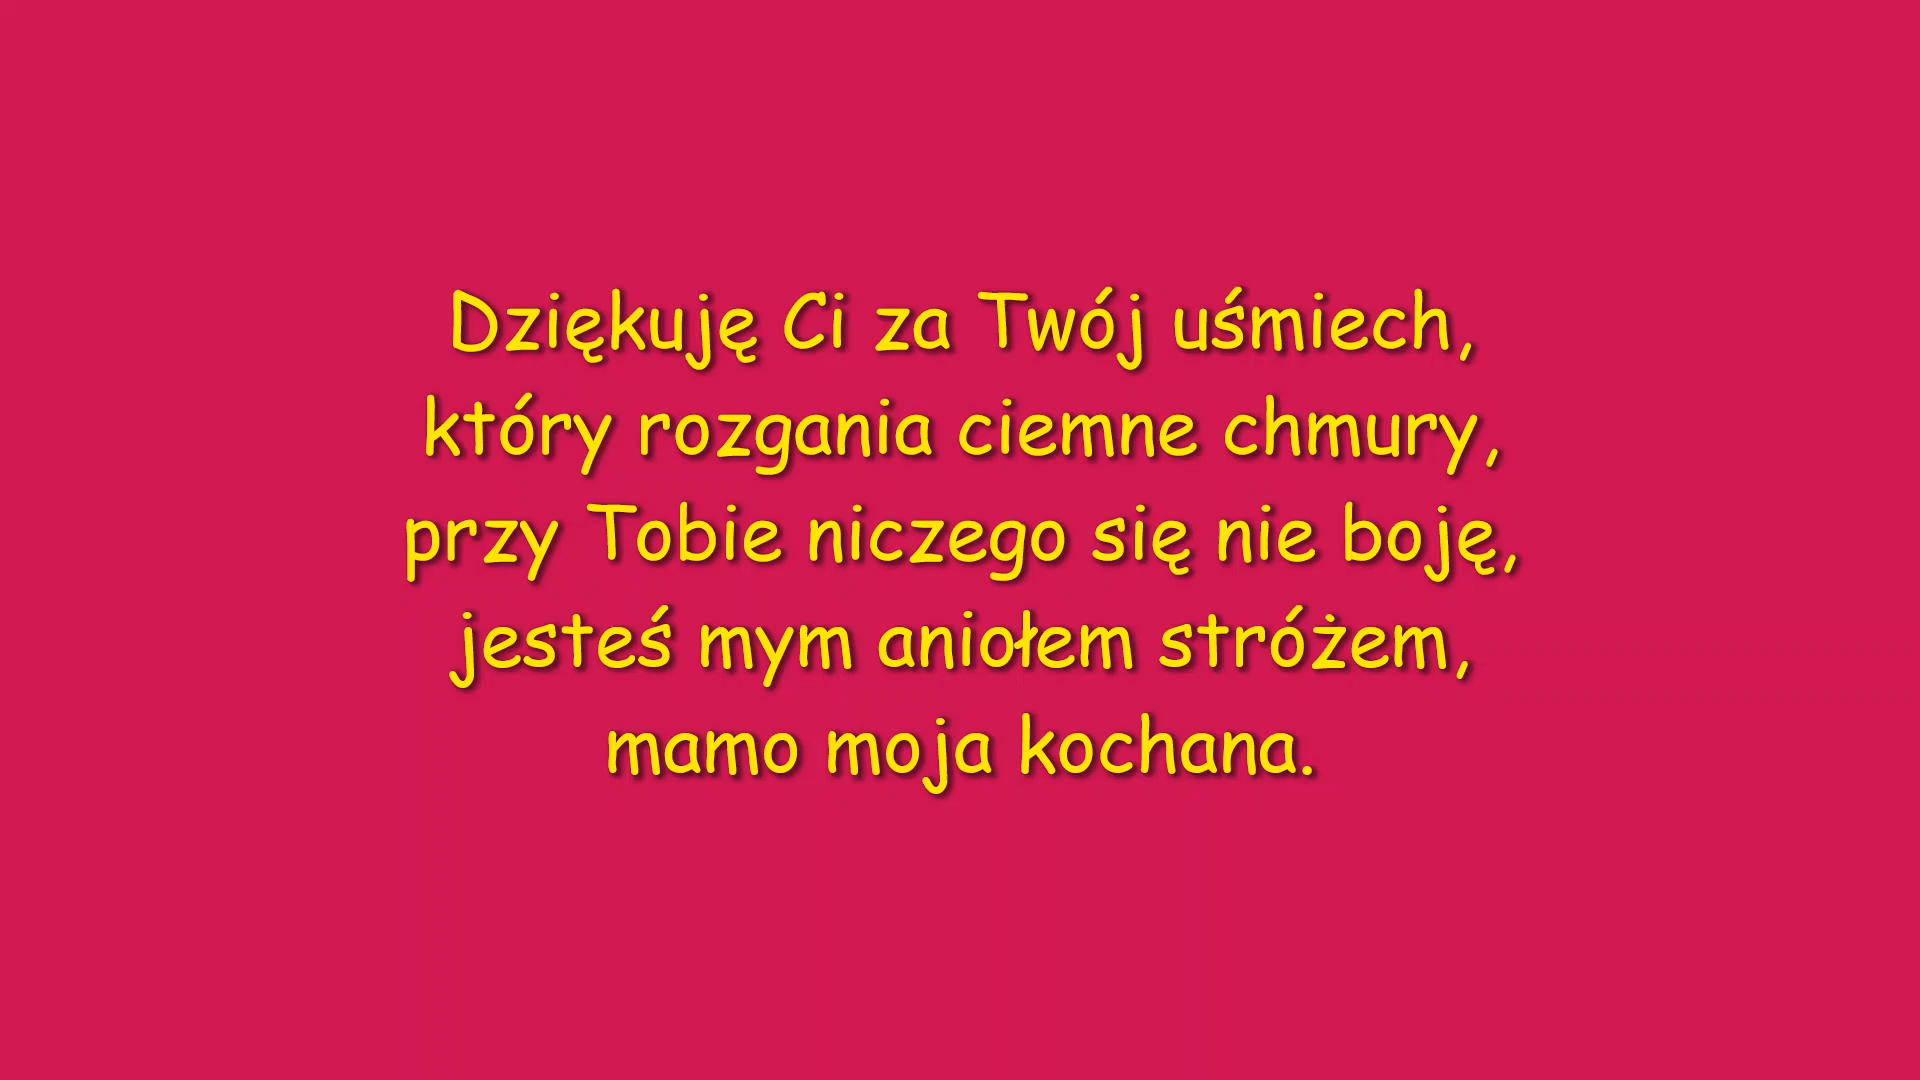 Dziękuję Ci za Twój uśmiech,
który rozgania ciemne chmury,
przy Tobie niczego się nie boję,
jesteś mym aniołem stróżem,
mamo moja kochana.